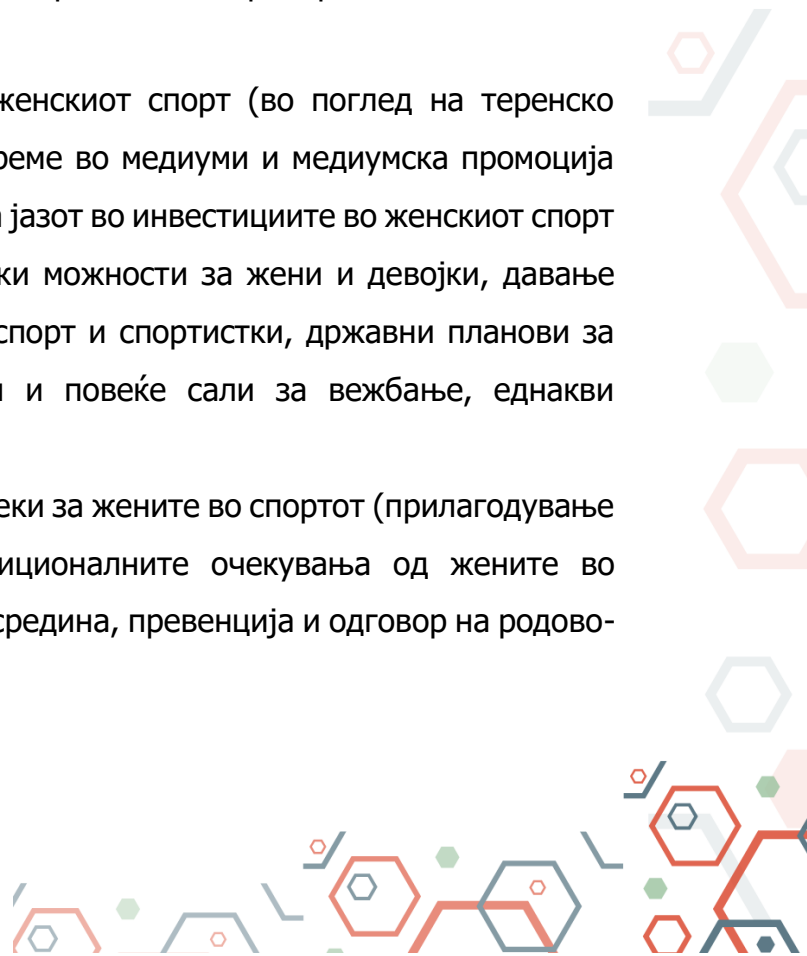 женскиот спорт (во поглед на теренско
реме во медиуми и медиумска промоција
јазот во инвестициите во женскиот спорт
ки можности за жени и девојки, давање
спорт и спортистки, државни планови за
и повеќе сали за вежбање, еднакви
еки за жените во спортот (прилагодување
иционалните очекувања од жените во
средина, превенција и одговор на родово-